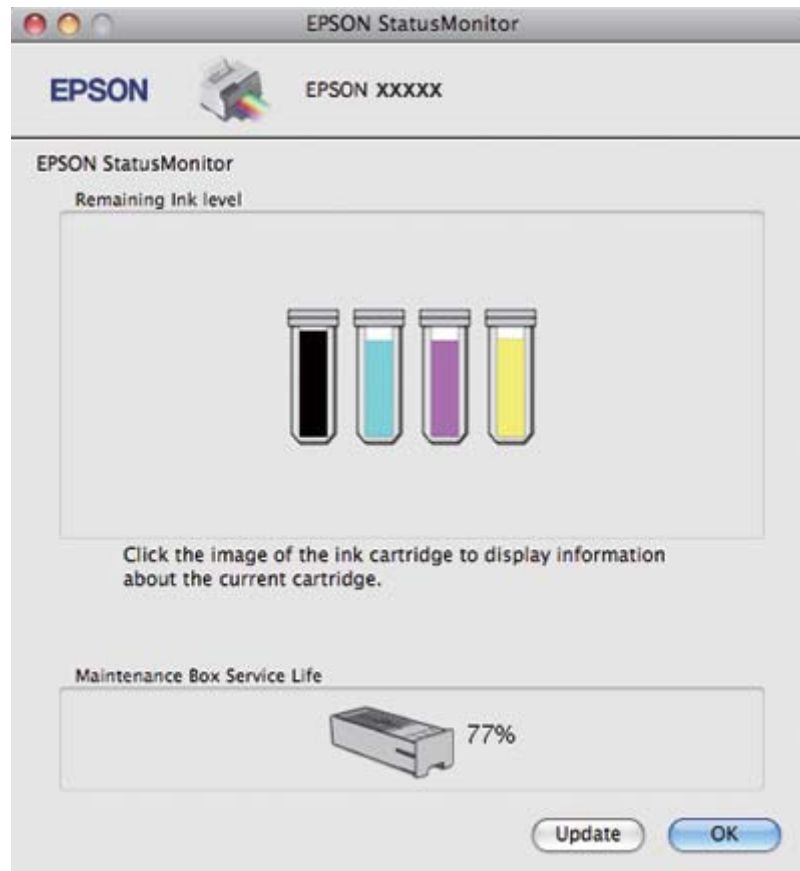 EPSON StatusMonitor
EPSON
EPSON XXXXX
EPSON StatusMonitor
Remaining Ink level
Click the image of the ink cartridge to display information
about the current cartridge.
Maintenance Box Service Life
77%
Update
OK